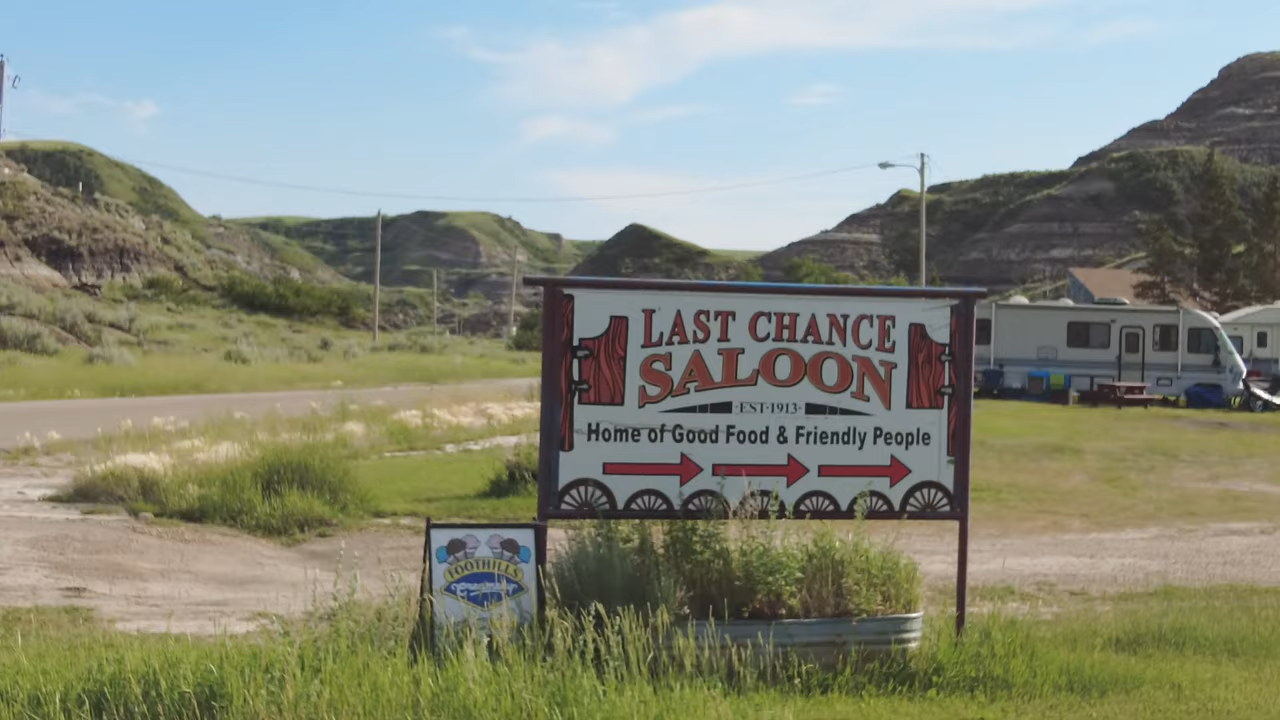 LAST CHANCE
SALOON
EST·1913
Home of Good Food & Friendly People
FOOTHILLS